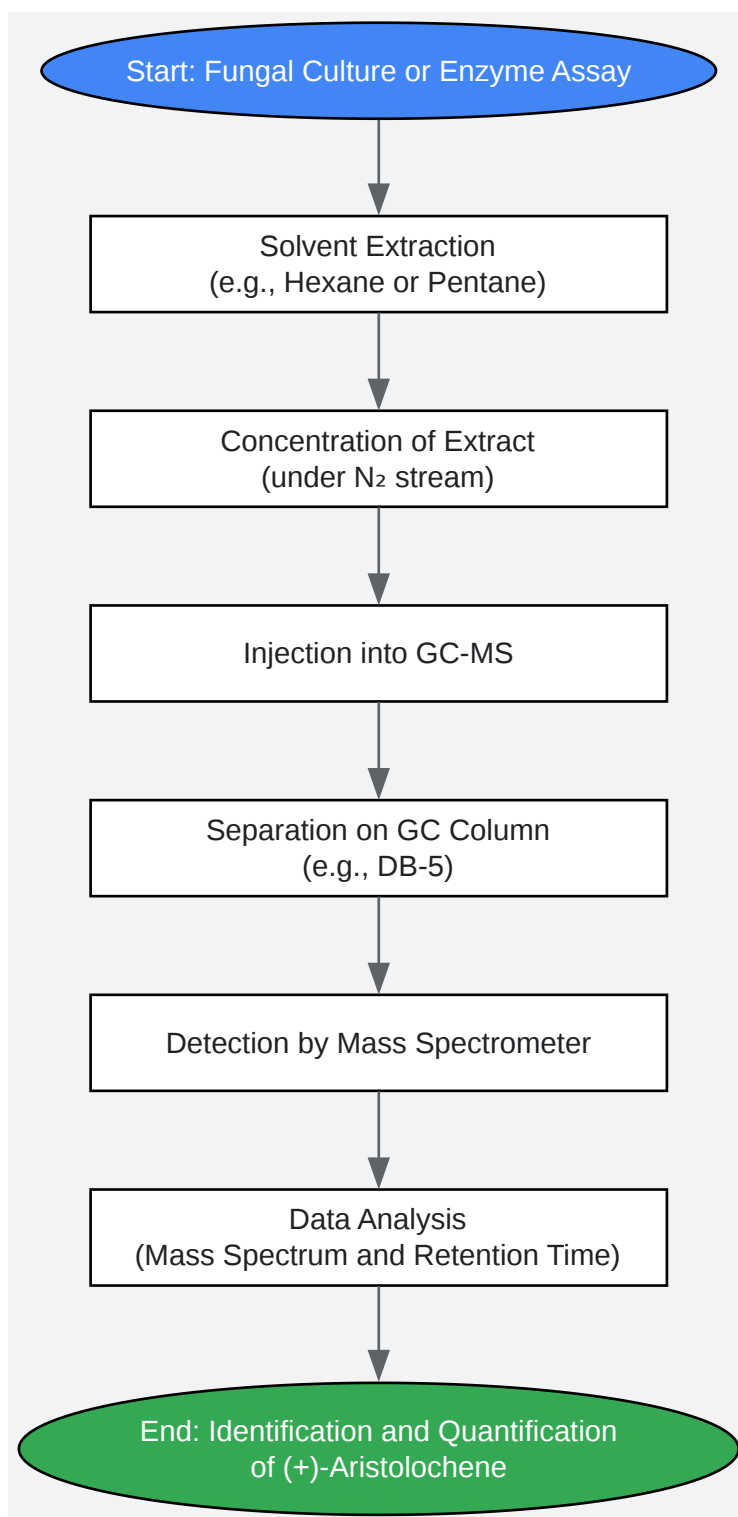 Start: Fungal Culture or Enzyme Assay
Solvent Extraction
(e.g., Hexane or Pentane)
Concentration of Extract
(under N₂ stream)
Injection into GC-MS
Separation on GC Column
(e.g., DB-5)
Detection by Mass Spectrometer
Data Analysis
(Mass Spectrum and Retention Time)
End: Identification and Quantification
of (+)-Aristolochene